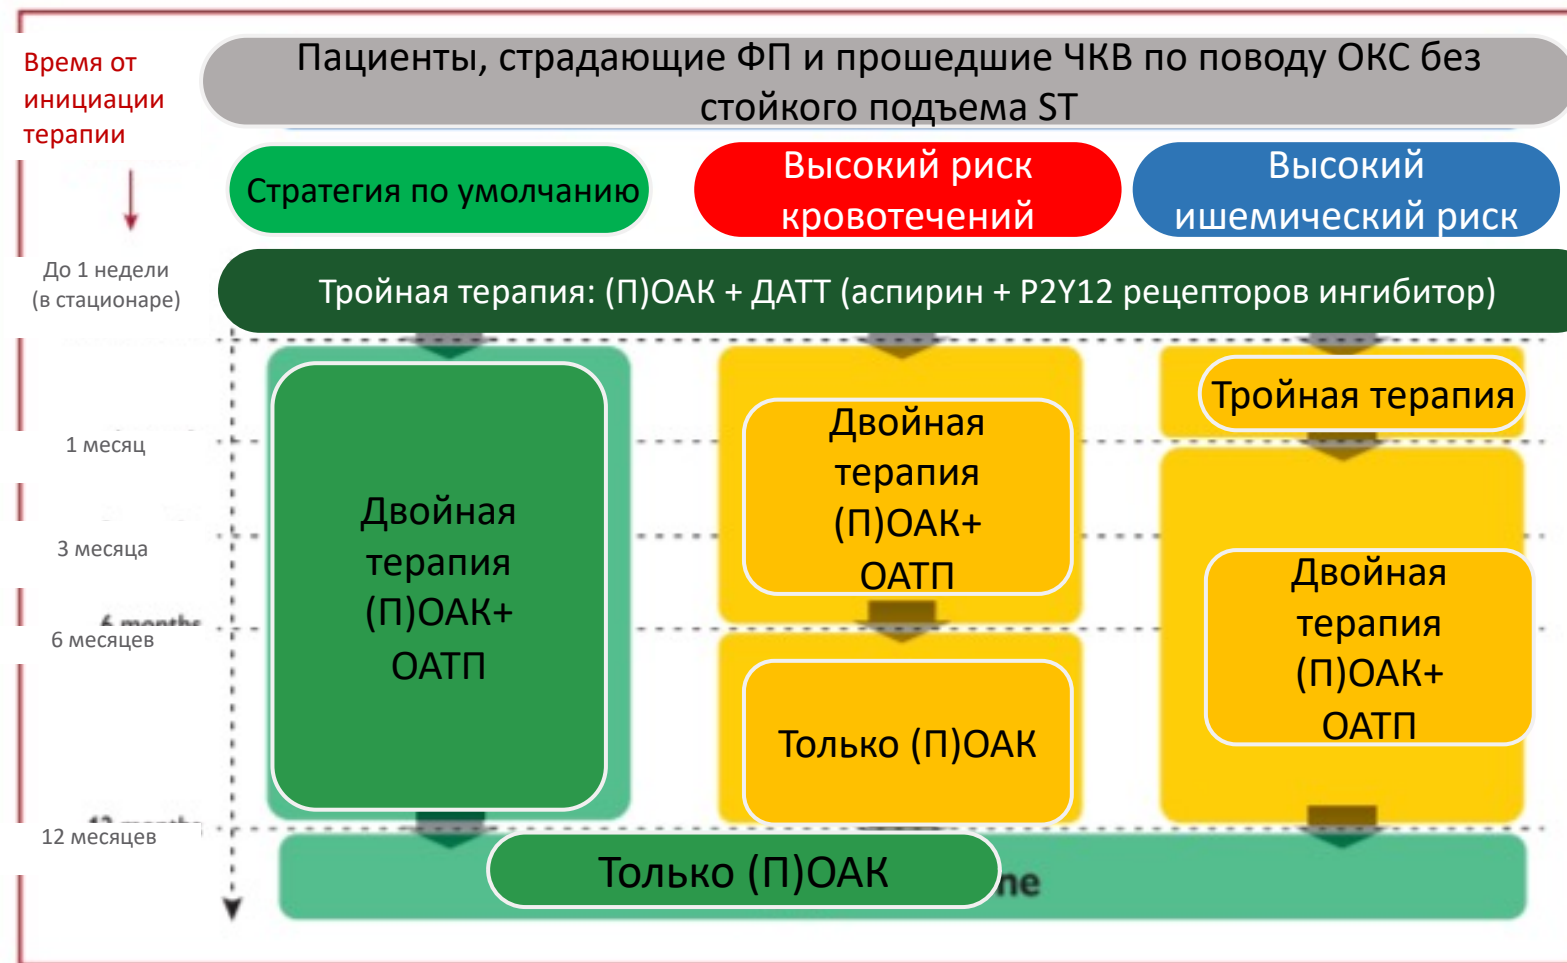 Время от
инициации
терапии
Пациенты, страдающие ФП и прошедшие ЧКВ по поводу ОКС без
стойкого подъема ST
Стратегия по умолчанию
Высокий риск
кровотечений
Высокий
ишемический риск
До 1 недели
(в стационаре)
Тройная терапия: (П)ОАК + ДАТТ (аспирин + P2Y12 рецепторов ингибитор)
1 месяц
3 месяца
6 months
6 месяцев
12 месяцев
Двойная
терапия
(П)ОАК+
ОАТП
Двойная
терапия
(П)ОАК+
ОАТП
Только (П)ОАК
Тройная терапия
Двойная
терапия
(П)ОАК+
ОАТП
Только (П)ОАК